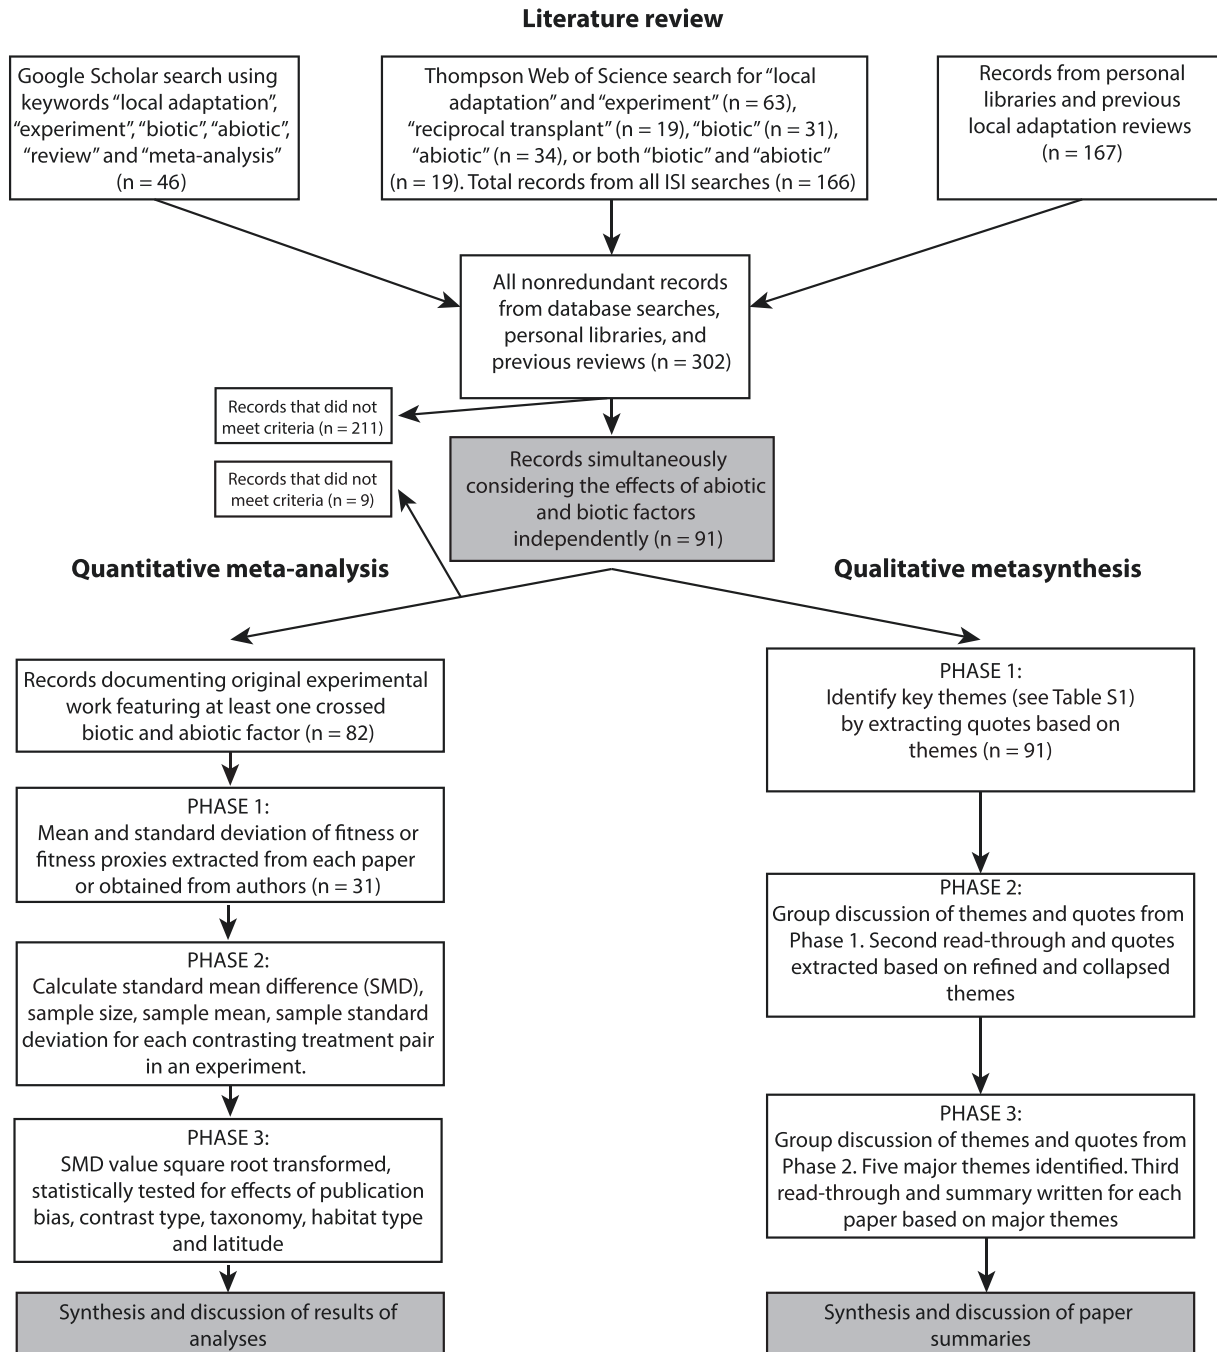 Literature review
Google Scholar search using
keywords “local adaptation”,
“experiment”, “biotic”, “abiotic”,
“review” and “meta-analysis”
(n = 46)
Thompson Web of Science search for “local
adaptation” and “experiment” (n = 63),
“reciprocal transplant” (n = 19), “biotic” (n = 31),
“abiotic” (n = 34), or both “biotic” and “abiotic”
(n = 19). Total records from all ISI searches (n = 166)
Records from personal
libraries and previous
local adaptation reviews
(n = 167)
All nonredundant records
from database searches,
personal libraries, and
previous reviews (n = 302)
Records that did not
meet criteria (n = 211)
Records that did not
meet criteria (n = 9)
Records simultaneously
considering the effects of abiotic
and biotic factors
independently (n = 91)
Quantitative meta-analysis
Records documenting original experimental
work featuring at least one crossed
biotic and abiotic factor (n = 82)
PHASE 1:
Mean and standard deviation of fitness or
fitness proxies extracted from each paper
or obtained from authors (n = 31)
PHASE 2:
Calculate standard mean difference (SMD),
sample size, sample mean, sample standard
deviation for each contrasting treatment pair
in an experiment.
PHASE 3:
SMD value square root transformed,
statistically tested for effects of publication
bias, contrast type, taxonomy, habitat type
and latitude
Synthesis and discussion of results of
analyses
Qualitative metasynthesis
PHASE 1:
Identify key themes (see Table S1)
by extracting quotes based on
themes (n = 91)
PHASE 2:
Group discussion of themes and quotes from
Phase 1. Second read-through and quotes
extracted based on refined and collapsed
themes
PHASE 3:
Group discussion of themes and quotes from
Phase 2. Five major themes identified. Third
read-through and summary written for each
paper based on major themes
Synthesis and discussion of paper
summaries